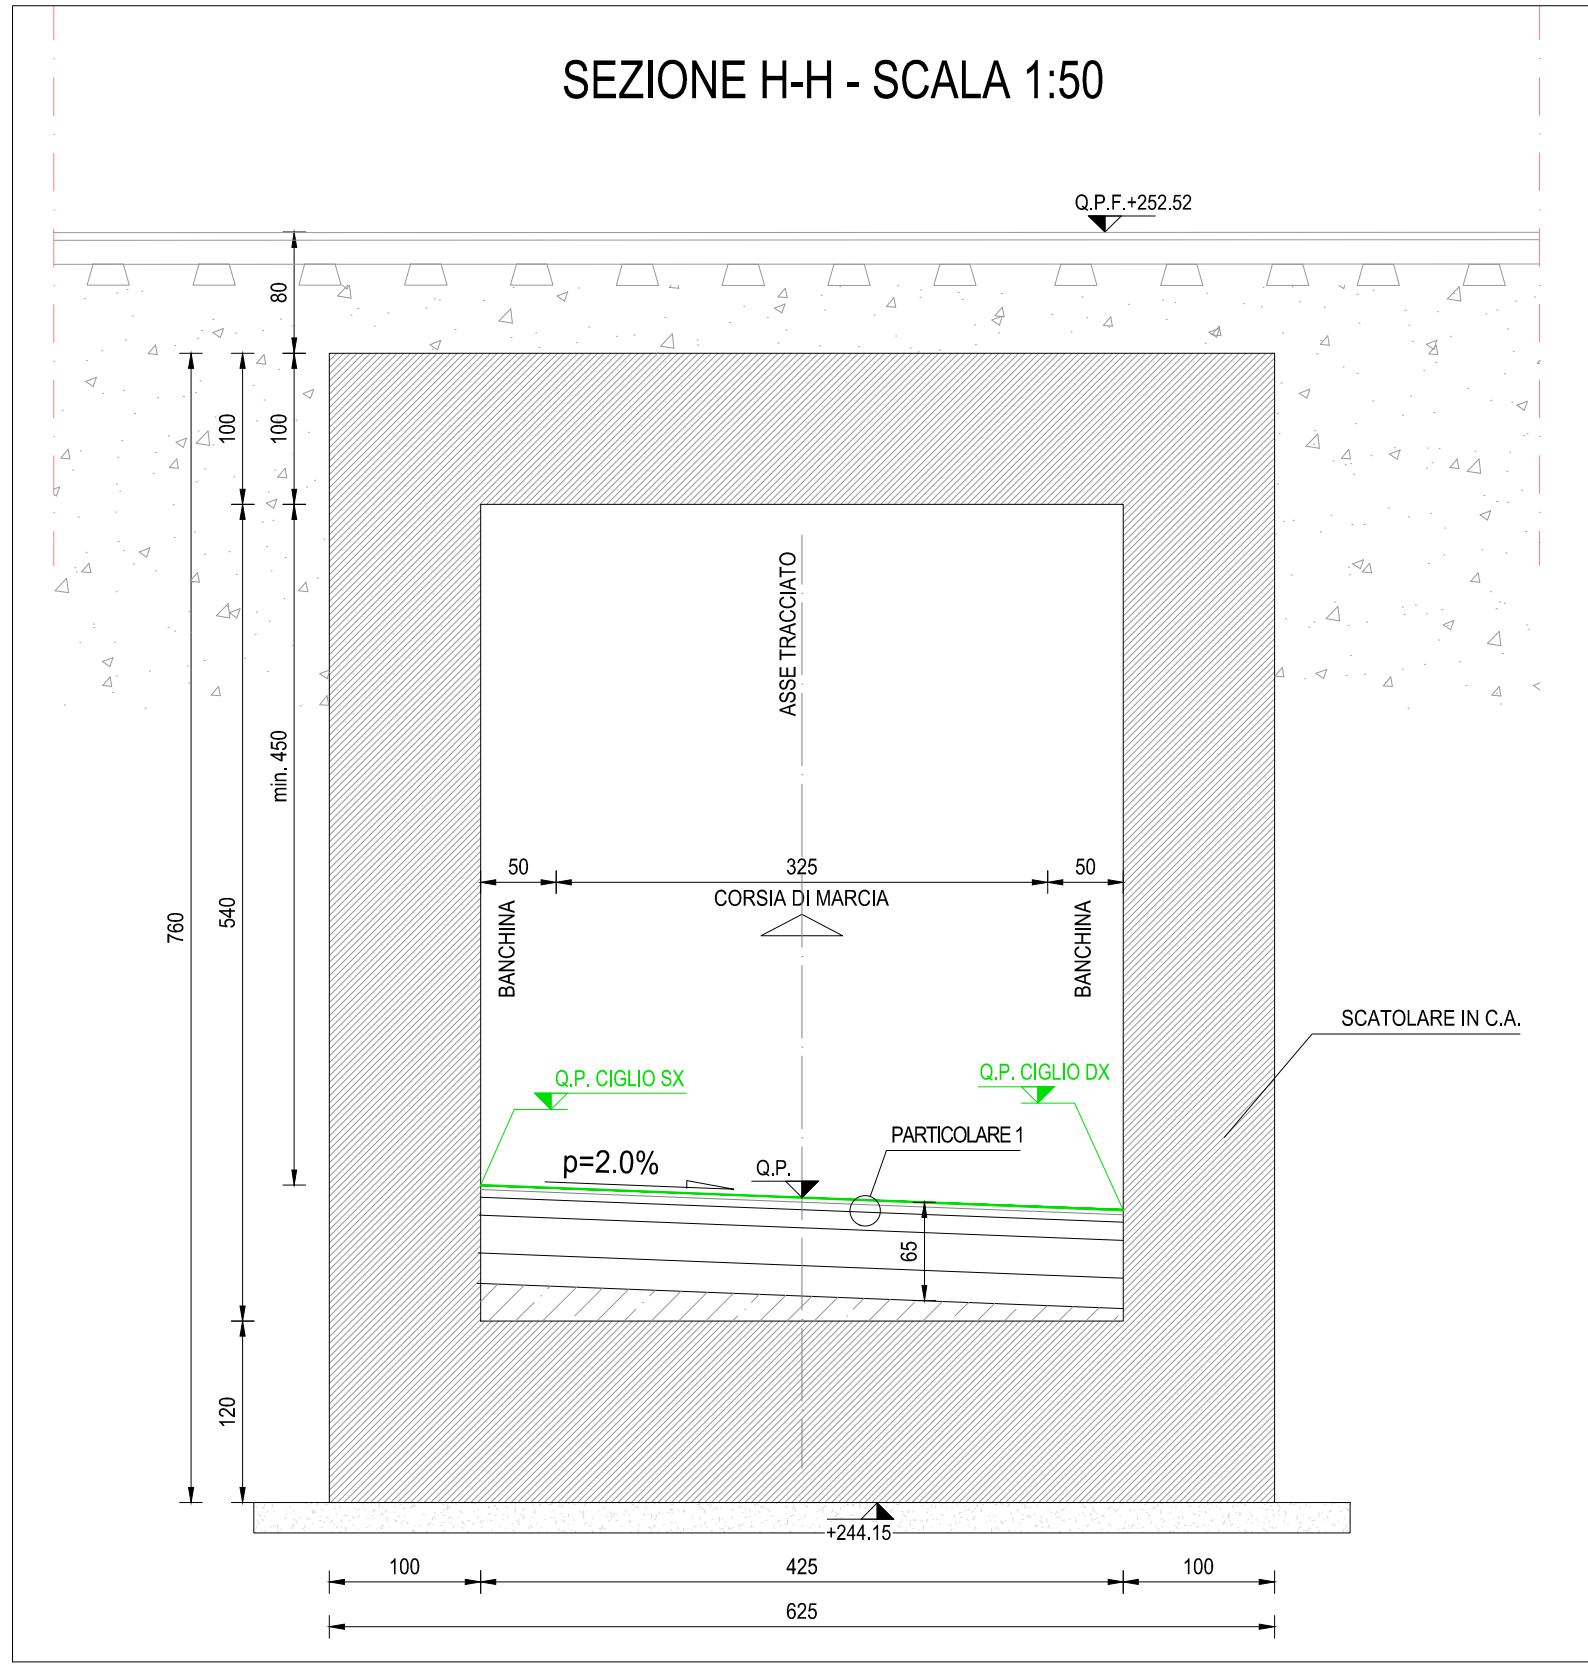 SEZIONE H-H - SCALA 1:50
Q.P.F.+252.52
80
100
100
760
540
min. 450
120
ASSE TRACCIATO
50
325
50
CORSIA DI MARCIA
BANCHINA
BANCHINA
SCATOLARE IN C.A.
Q.P. CIGLIO SX
Q.P. CIGLIO DX
PARTICOLARE 1
p=2.0%
Q.P.
65
+244.15
100
425
100
625